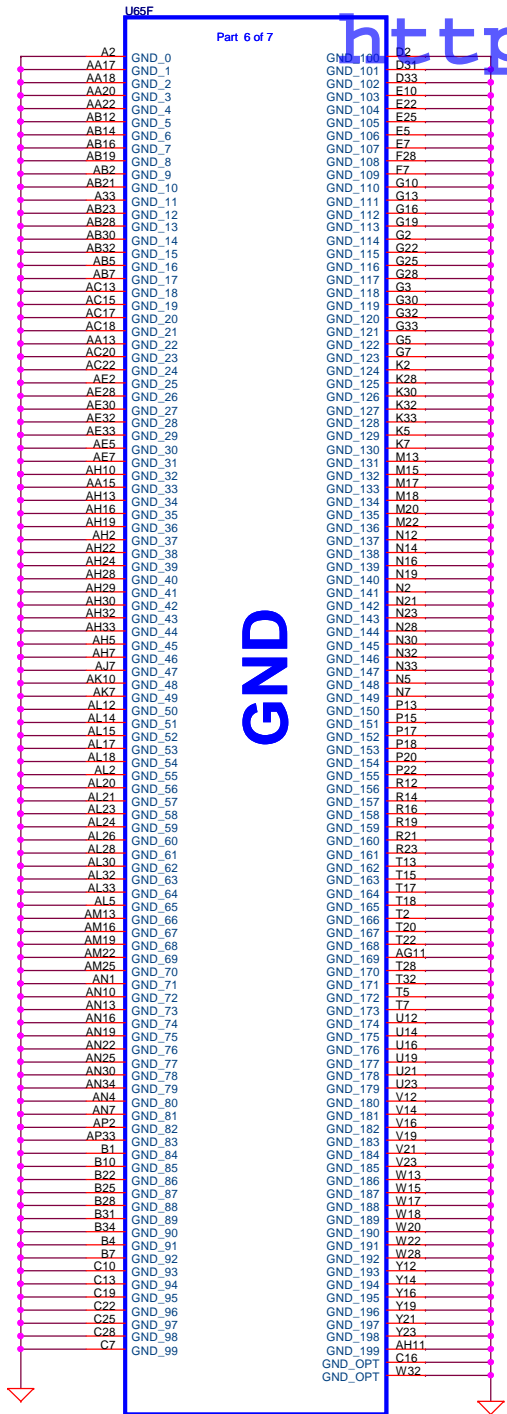 U65F
Part 6 of 7
http
A2 GND_0 GND_100 D2
AA17 GND_1 GND_101 D31
AA18 GND_2 GND_102 D33
AA20 GND_3 GND_103 E10
AA22 GND_4 GND_104 E22
AB12 GND_5 GND_105 E25
AB14 GND_6 GND_106 E5
AB16 GND_7 GND_107 E7
AB19 GND_8 GND_108 F28
AB2 GND_9 GND_109 F7
AB21 GND_10 GND_110 G10
A33 GND_11 GND_111 G13
AB23 GND_12 GND_112 G16
AB28 GND_13 GND_113 G19
AB30 GND_14 GND_114 G2
AB32 GND_15 GND_115 G22
AB5 GND_16 GND_116 G25
AB7 GND_17 GND_117 G28
AC13 GND_18 GND_118 G3
AC15 GND_19 GND_119 G30
AC17 GND_20 GND_120 G32
AC18 GND_21 GND_121 G33
AA13 GND_22 GND_122 G5
AC20 GND_23 GND_123 G7
AC22 GND_24 GND_124 K2
AE2 GND_25 GND_125 K28
AE28 GND_26 GND_126 K30
AE30 GND_27 GND_127 K32
AE32 GND_28 GND_128 K33
AE33 GND_29 GND_129 K5
AE5 GND_30 GND_130 K7
AE7 GND_31 GND_131 M13
AH10 GND_32 GND_132 M15
AA15 GND_33 GND_133 M17
AH13 GND_34 GND_134 M18
AH16 GND_35 GND_135 M20
AH19 GND_36 GND_136 M22
AH2 GND_37 GND_137 N12
AH22 GND_38 GND_138 N14
AH24 GND_39 GND_139 N16
AH28 GND_40 GND_140 N19
AH29 GND_41 GND_141 N2
AH30 GND_42 GND_142 N21
AH32 GND_43 GND_143 N23
AH33 GND_44 GND_144 N28
AH5 GND_45 GND_145 N30
AH7 GND_46 GND_146 N32
AJ7 GND_47 GND_147 N33
AK10 GND_48 GND_148 N5
AK7 GND_49 GND_149 N7
AL12 GND_50 GND_150 P13
AL14 GND_51 GND_151 P15
AL15 GND_52 GND_152 P17
AL17 GND_53 GND_153 P18
AL18 GND_54 GND_154 P20
AL2 GND_55 GND_155 P22
AL20 GND_56 GND_156 R12
AL21 GND_57 GND_157 R14
AL23 GND_58 GND_158 R16
AL24 GND_59 GND_159 R19
AL26 GND_60 GND_160 R21
AL28 GND_61 GND_161 R23
AL30 GND_62 GND_162 T13
AL32 GND_63 GND_163 T15
AL33 GND_64 GND_164 T17
AL5 GND_65 GND_165 T18
AM13 GND_66 GND_166 T2
AM16 GND_67 GND_167 T20
AM19 GND_68 GND_168 T22
AM22 GND_69 GND_169 AG11
AM25 GND_70 GND_170 T28
AN1 GND_71 GND_171 T32
AN10 GND_72 GND_172 T5
AN13 GND_73 GND_173 T7
AN16 GND_74 GND_174 U12
AN19 GND_75 GND_175 U14
AN22 GND_76 GND_176 U16
AN25 GND_77 GND_177 U19
AN30 GND_78 GND_178 U21
AN34 GND_79 GND_179 U23
AN4 GND_80 GND_180 V12
AN7 GND_81 GND_181 V14
AP2 GND_82 GND_182 V16
AP33 GND_83 GND_183 V19
B1 GND_84 GND_184 V21
B10 GND_85 GND_185 V23
B22 GND_86 GND_186 W13
B25 GND_87 GND_187 W15
B28 GND_88 GND_188 W17
B31 GND_89 GND_189 W18
B34 GND_90 GND_190 W20
B4 GND_91 GND_191 W22
B7 GND_92 GND_192 W28
C10 GND_93 GND_193 Y12
C13 GND_94 GND_194 Y14
C19 GND_95 GND_195 Y16
C22 GND_96 GND_196 Y19
C25 GND_97 GND_197 Y21
C28 GND_98 GND_198 Y23
C7 GND_99 GND_199 AH11
GND_OPT C16
GND_OPT W32
GND